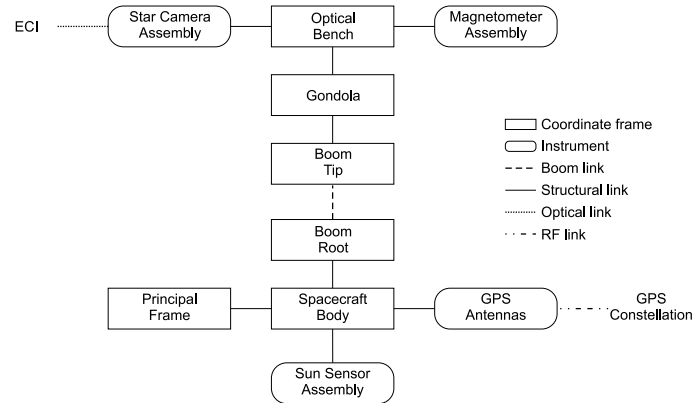 ECI
Star Camera
Assembly
Optical
Bench
Magnetometer
Assembly
Gondola
Boom
Tip
Boom
Root
Principal
Frame
Spacecraft
Body
GPS
Antennas
GPS
Constellation
Sun Sensor
Assembly
Coordinate frame
Instrument
Boom link
Structural link
Optical link
RF link